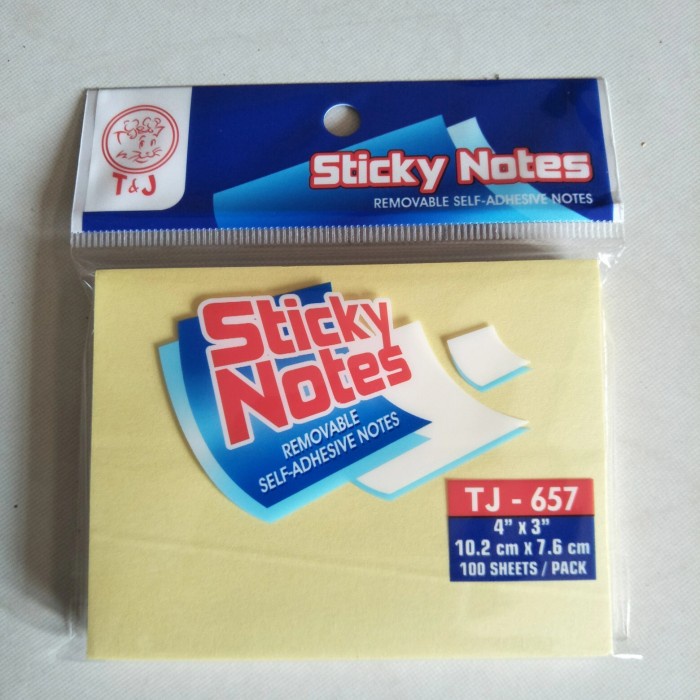 T&J
Sticky Notes
REMOVABLE SELF-ADHESIVE NOTES
Sticky
Notes
REMOVABLE
SELF-ADHESIVE NOTES
TJ - 657
4” x 3”
10.2 cm x 7.6 cm
100 SHEETS / PACK